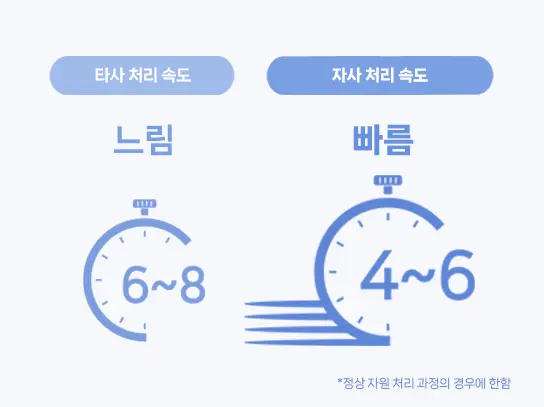 타사 처리 속도
자사 처리 속도
느림
빠름
6~8
4~6
*정상 자원 처리 과정의 경우에 한함